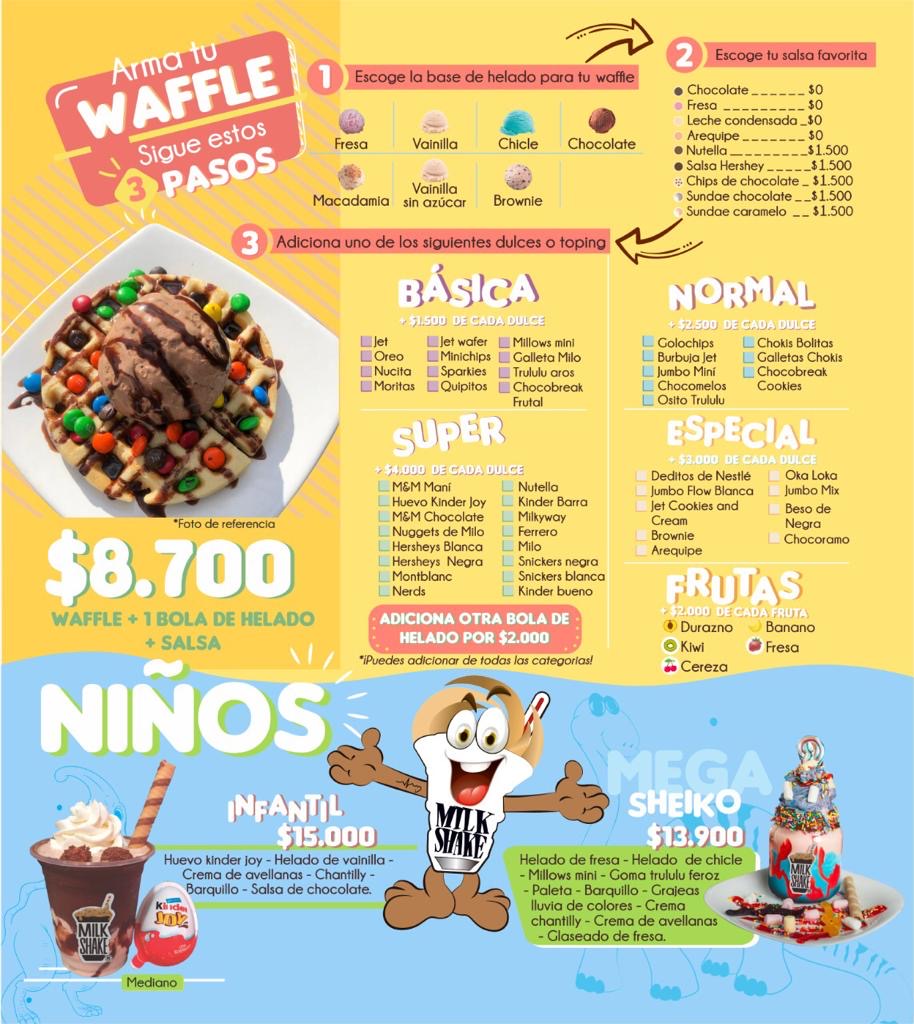 Arma tu
WAFFLE
Sigue estos
3 PASOS
1 Escoge la base de helado para tu waffle
Fresa
Vainilla
Chicle
Chocolate
Macadamia
Vainilla
sin azúcar
Brownie
2 Escoge tu salsa favorita
Chocolate ______ $0
Fresa ________ $0
Leche condensada _$0
Arequipe _____ $0
Nutella ________$1.500
Salsa Hershey _____$1.500
Chips de chocolate _ $1.500
Sundae chocolate __$1.500
Sundae caramelo __ $1.500
3 Adiciona uno de los siguientes dulces o toping
BÁSICA
+ $1.500 DE CADA DULCE
Jet
Oreo
Nucita
Moritas
Jet wafer
Minichips
Sparkies
Quipitos
Millows mini
Galleta Milo
Trululu aros
Chocobreak
Frutal
NORMAL
+ $2.500 DE CADA DULCE
Golochips
Burbuja Jet
Jumbo Miní
Chocomelos
Osito Trululu
Chokis Bolitas
Galletas Chokis
Chocobreak
Cookies
SUPER
+ $4.000 DE CADA DULCE
M&M Maní
Huevo Kinder Joy
M&M Chocolate
Nuggets de Milo
Hersheys Blanca
Hersheys Negra
Montblanc
Nerds
Nutella
Kinder Barra
Milkyway
Ferrero
Milo
Snickers negra
Snickers blanca
Kinder bueno
ESPECIAL
+ $3.000 DE CADA DULCE
Deditos de Nestlé
Jumbo Flow Blanca
Jet Cookies and
Cream
Brownie
Arequipe
Oka Loka
Jumbo Mix
Beso de
Negra
Chocoramo
FRUTAS
+ $2.000 DE CADA FRUTA
Durazno
Banano
Kiwi
Fresa
Cereza
ADICIONA OTRA BOLA DE
HELADO POR $2.000
*¡Puedes adicionar de todas las categorias!
*Foto de referencia
$8.700
WAFFLE + 1 BOLA DE HELADO
+ SALSA
NIÑOS
INFANTIL
$15.000
Huevo kinder joy - Helado de vainilla -
Crema de avellanas - Chantilly -
Barquillo - Salsa de chocolate.
MILK
SHAKE
Kinder
JOY
Mediano
MILK
SHAKE
MEGA
SHEIKO
$13.900
Helado de fresa - Helado de chicle
- Millows mini - Goma trululu feroz
- Paleta - Barquillo - Grajeas
lluvia de colores - Crema
chantilly - Crema de avellanas
- Glaseado de fresa.
MILK
SHAKE